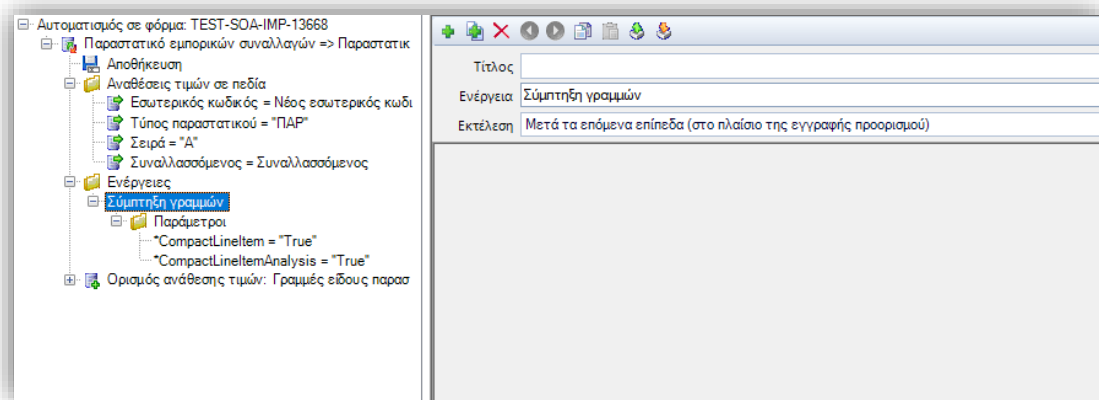 Αυτοματισμός σε φόρμα: TEST-SOA-IMP-13668
Παραστατικό εμπορικών συναλλαγών => Παραστατικ
Αποθήκευση
Αναθέσεις τιμών σε πεδία
Εσωτερικός κωδικός = Νέος εσωτερικός κωδι
Τύπος παραστατικού = "ΠΑΡ"
Σειρά = "Α"
Συναλλασσόμενος = Συναλλασσόμενος
Ενέργειες
Σύμπτηξη γραμμών
Παράμετροι
*CompactLineItem = "True"
*CompactLineItemAnalysis = "True"
Ορισμός ανάθεσης τιμών: Γραμμές είδους παρασ
Τίτλος
Ενέργεια Σύμπτηξη γραμμών
Εκτέλεση Μετά τα επόμενα επίπεδα (στο πλαίσιο της εγγραφής προορισμού)